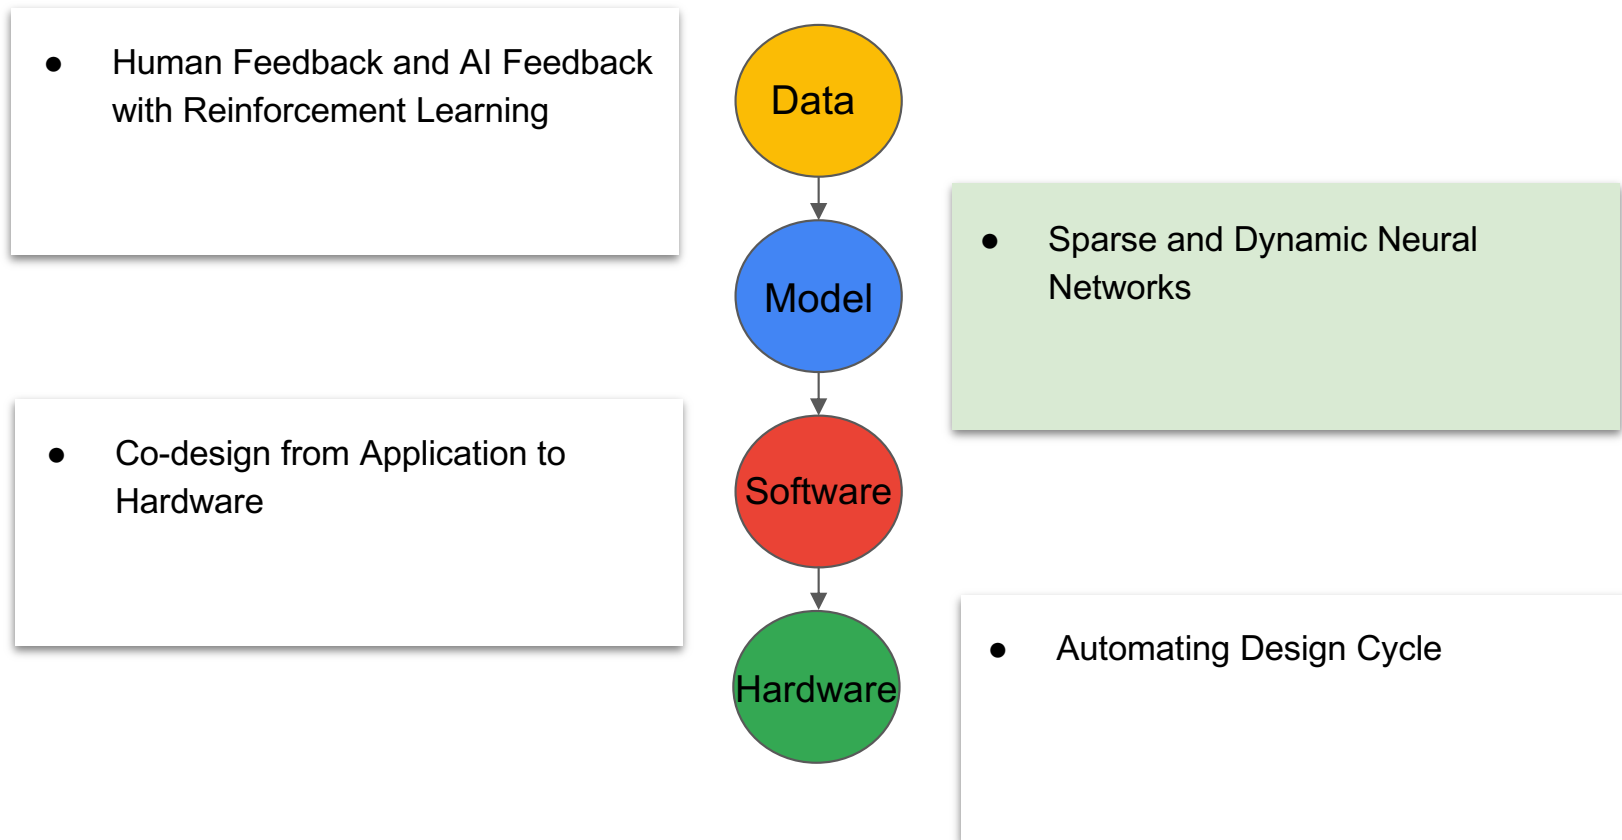 ● Human Feedback and AI Feedback
with Reinforcement Learning
Data
● Sparse and Dynamic Neural
Networks
Model
● Co-design from Application to
Hardware
Software
● Automating Design Cycle
Hardware